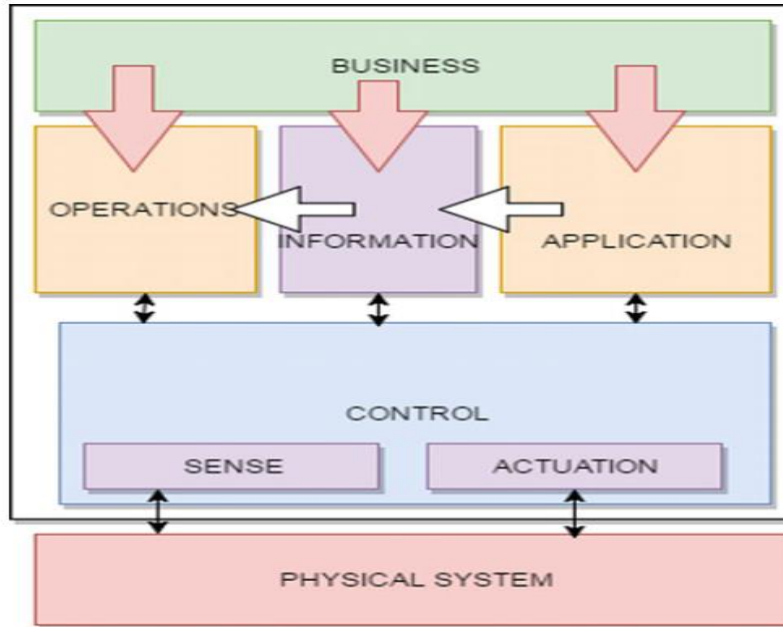 BUSINESS
OPERATIONS
INFORMATION
APPLICATION
CONTROL
SENSE
ACTUATION
PHYSICAL SYSTEM